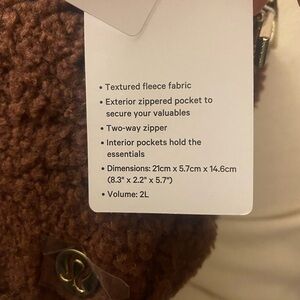 • Textured fleece fabric
• Exterior zippered pocket to
secure your valuables
• Two-way zipper
• Interior pockets hold the
essentials
• Dimensions: 21cm x 5.7cm x 14.6cm
(8.3" x 2.2" x 5.7")
• Volume: 2L